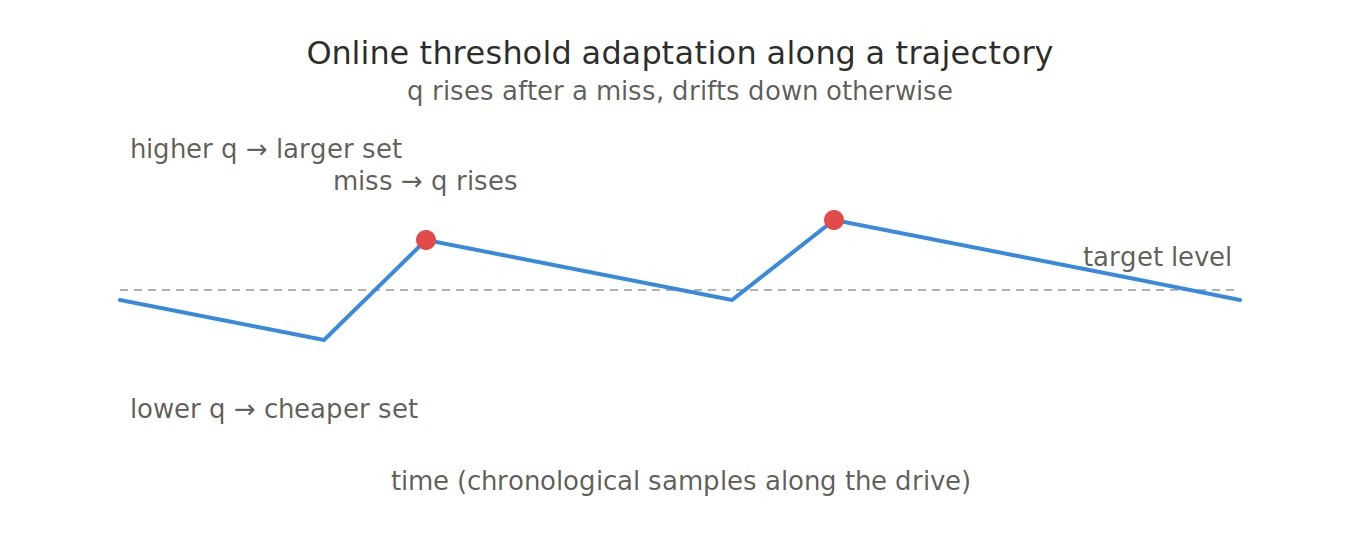 Online threshold adaptation along a trajectory
q rises after a miss, drifts down otherwise
higher q → larger set
miss → q rises
target level
lower q → cheaper set
time (chronological samples along the drive)